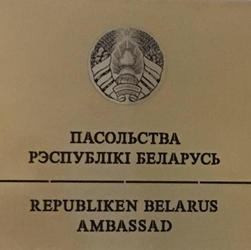 ПАСОЛЬСТВА
РЭСПУБЛІКІ БЕЛАРУСЬ
REPUBLIKEN BELARUS
AMBASSAD